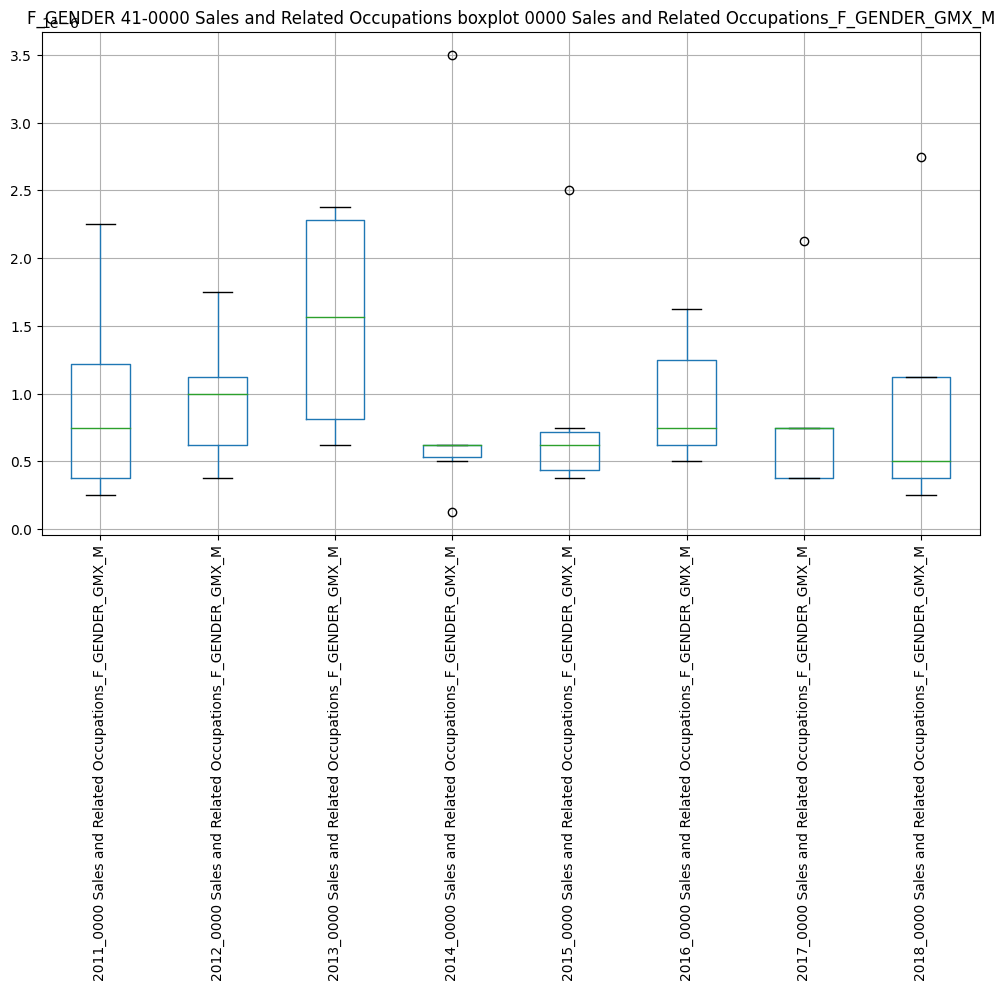 F_GENDER 41-0000 Sales and Related Occupations boxplot 0000 Sales and Related Occupations_F_GENDER_GMX_M
1e-6
3.5
3.0
2.5
2.0
1.5
1.0
0.5
0.0
2011_0000 Sales and Related Occupations_F_GENDER_GMX_M
2012_0000 Sales and Related Occupations_F_GENDER_GMX_M
2013_0000 Sales and Related Occupations_F_GENDER_GMX_M
2014_0000 Sales and Related Occupations_F_GENDER_GMX_M
2015_0000 Sales and Related Occupations_F_GENDER_GMX_M
2016_0000 Sales and Related Occupations_F_GENDER_GMX_M
2017_0000 Sales and Related Occupations_F_GENDER_GMX_M
2018_0000 Sales and Related Occupations_F_GENDER_GMX_M